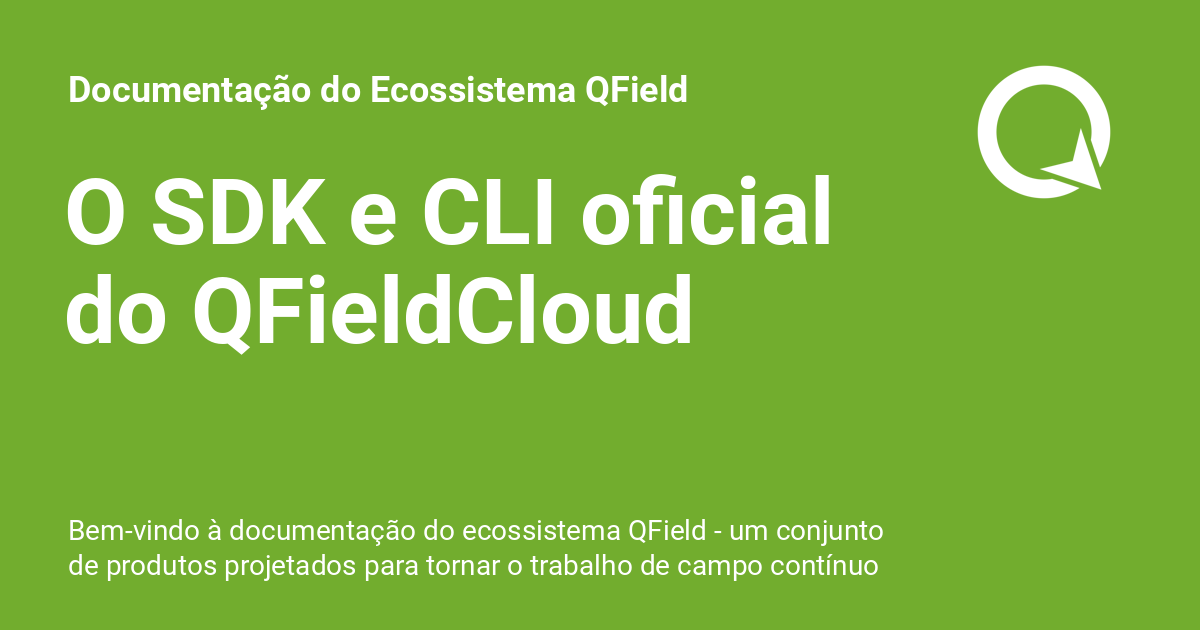 Documentação do Ecossistema QField
O SDK e CLI oficial
do QFieldCloud
Bem-vindo à documentação do ecossistema QField - um conjunto
de produtos projetados para tornar o trabalho de campo contínuo